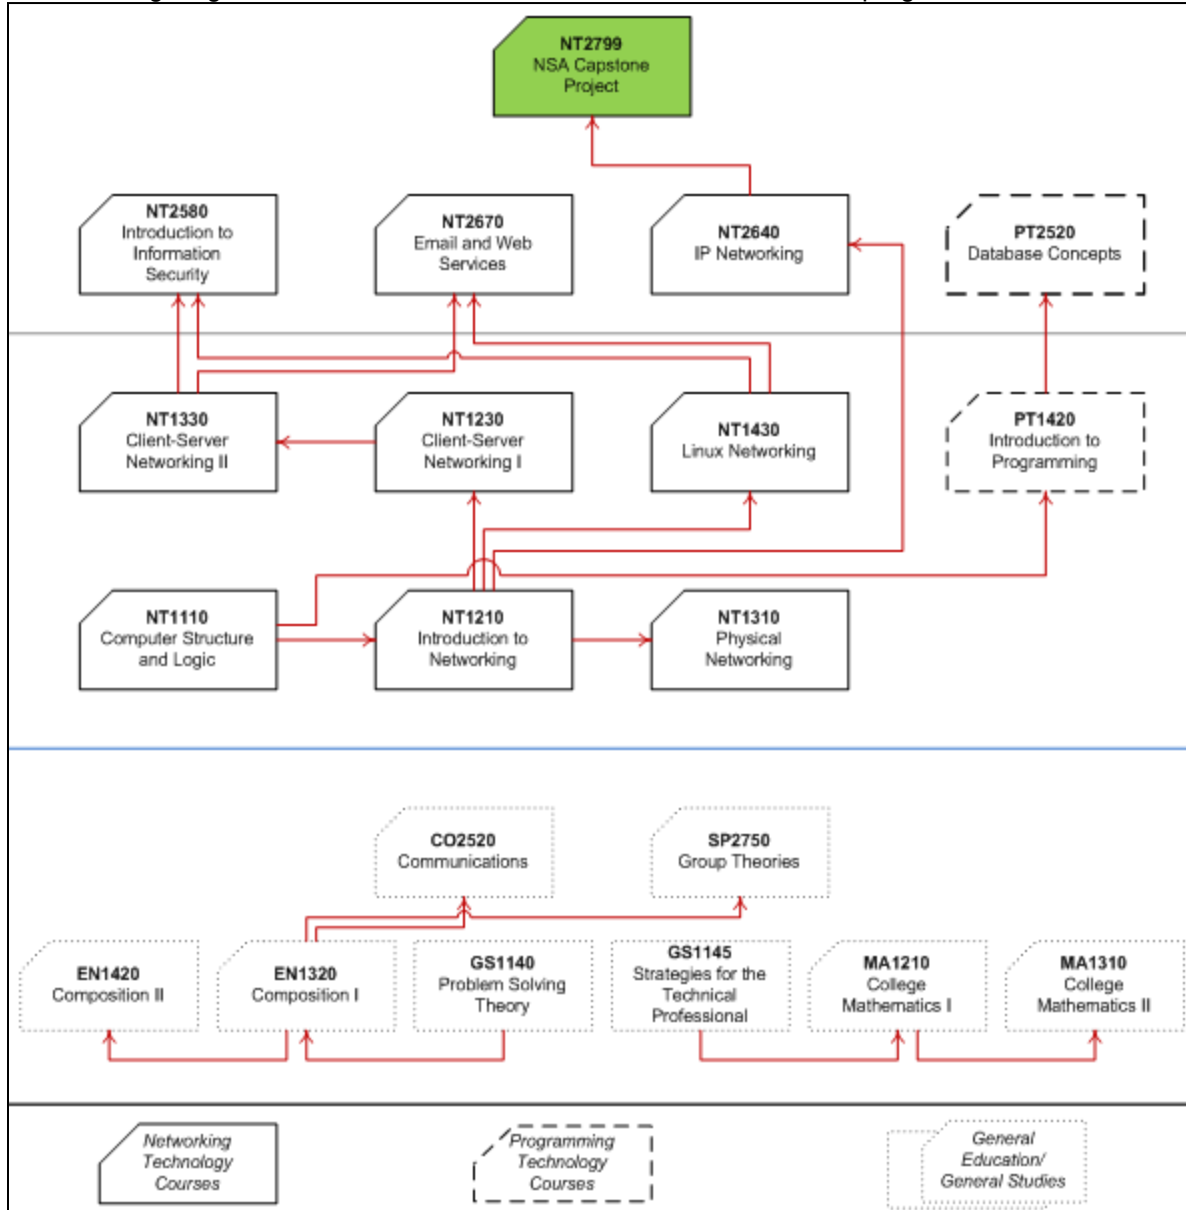 NT2799
NSA Capstone
Project
NT2580
Introduction to
Information
Security
NT2670
Email and Web
Services
NT2640
IP Networking
PT2520
Database Concepts
NT1330
Client-Server
Networking II
NT1230
Client-Server
Networking I
NT1430
Linux Networking
PT1420
Introduction to
Programming
NT1110
Computer Structure
and Logic
NT1210
Introduction to
Networking
NT1310
Physical
Networking
CO2520
Communications
SP2750
Group Theories
EN1420
Composition II
EN1320
Composition I
GS1140
Problem Solving
Theory
GS1145
Strategies for the
Technical
Professional
MA1210
College
Mathematics I
MA1310
College
Mathematics II
Networking
Technology
Courses
Programming
Technology
Courses
General
Education/
General Studies